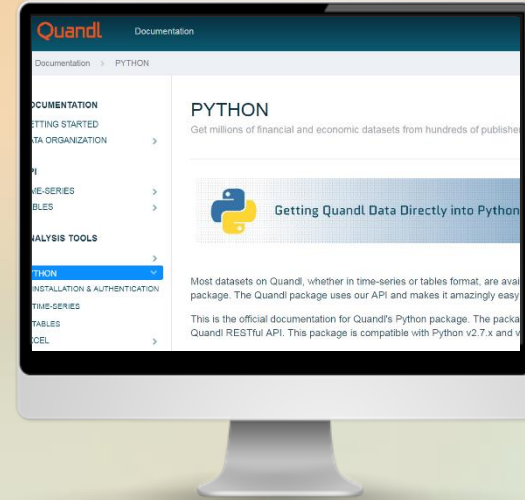 Quandl
Documentation
Documentation > PYTHON
OCUMENTATION
ETTING STARTED
ATA ORGANIZATION >
PI
ME-SERIES >
BLES >
NALYSIS TOOLS
>
YTHON
INSTALLATION & AUTHENTICATION
TIME-SERIES
TABLES
XCEL >
PYTHON
Get millions of financial and economic datasets from hundreds of publisher
Getting Quandl Data Directly into Python
Most datasets on Quandl, whether in time-series or tables format, are avai
package. The Quandl package uses our API and makes it amazingly easy
This is the official documentation for Quandl's Python package. The packa
Quandl RESTful API. This package is compatible with Python v2.7.x and v